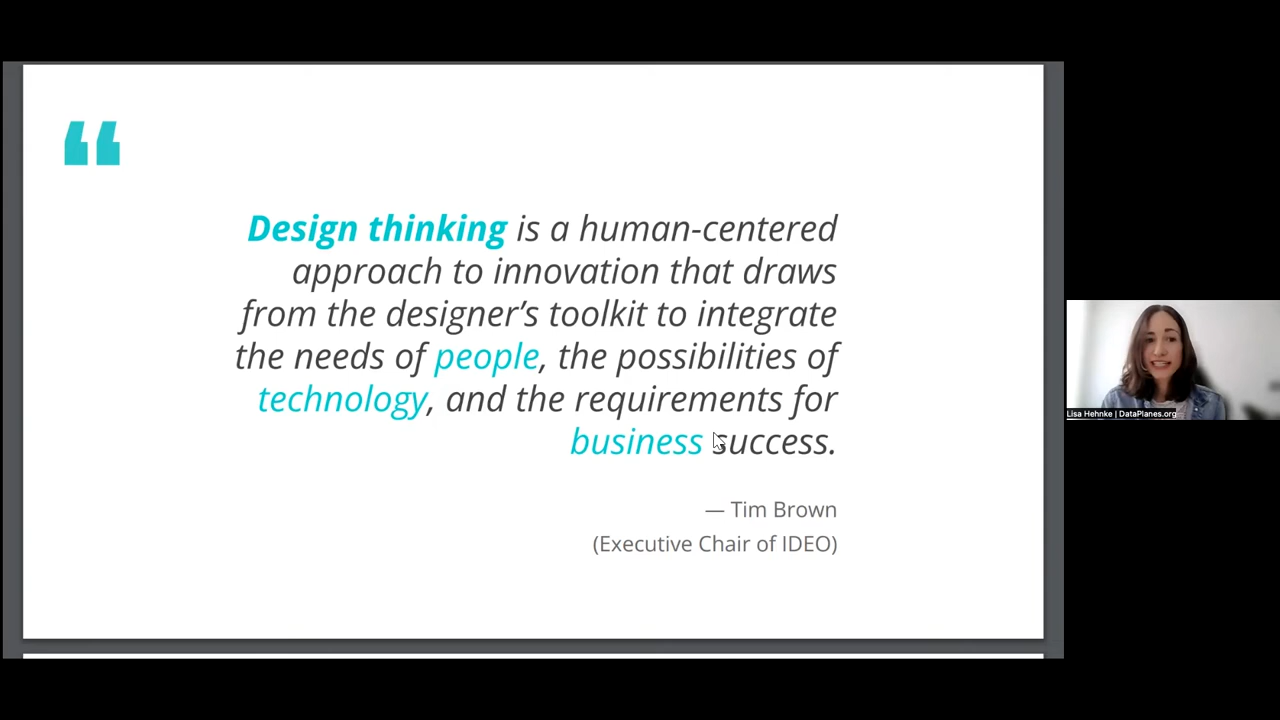 “
Design thinking is a human-centered
approach to innovation that draws
from the designer’s toolkit to integrate
the needs of people, the possibilities of
technology, and the requirements for
business success.
— Tim Brown
(Executive Chair of IDEO)
Lisa Hehnke | DataPlanes.org